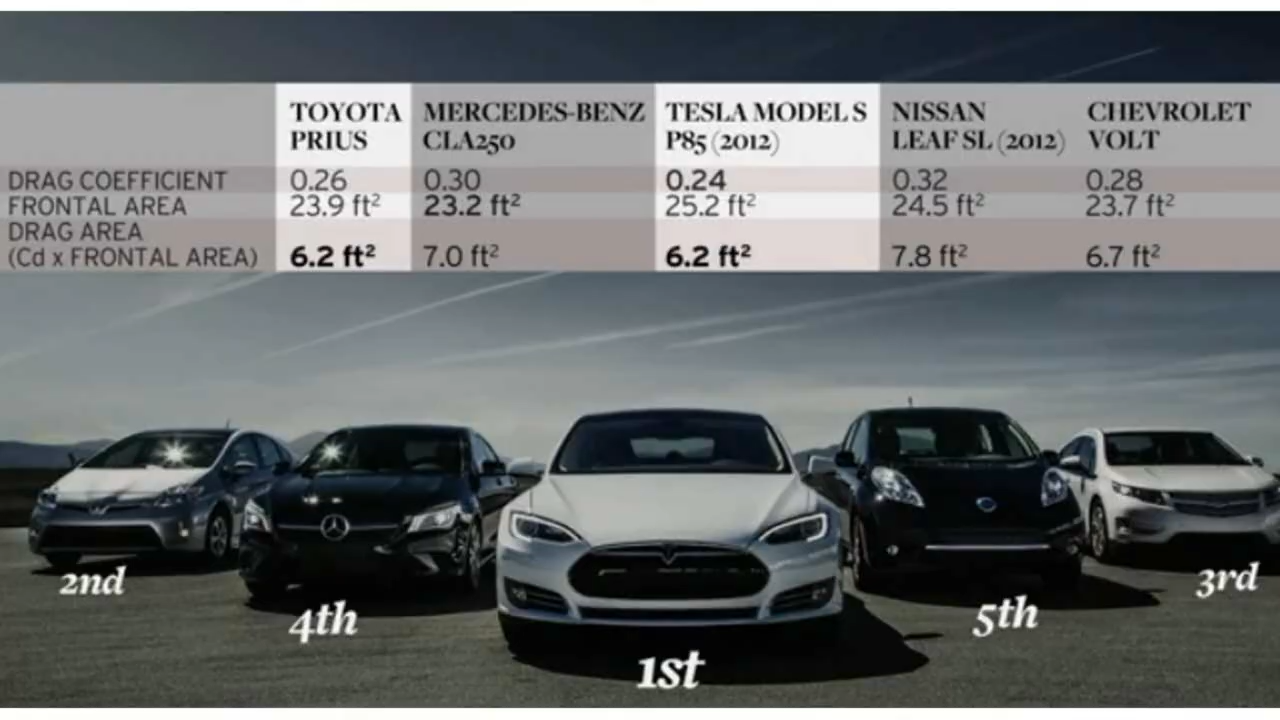 TOYOTA PRIUS
MERCEDES-BENZ CLA250
TESLA MODEL S P85 (2012)
NISSAN LEAF SL (2012)
CHEVROLET VOLT
DRAG COEFFICIENT 0.26 0.30 0.24 0.32 0.28
FRONTAL AREA 23.9 ft² 23.2 ft² 25.2 ft² 24.5 ft² 23.7 ft²
DRAG AREA
(Cd x FRONTAL AREA) 6.2 ft² 7.0 ft² 6.2 ft² 7.8 ft² 6.7 ft²
2nd
4th
1st
5th
3rd